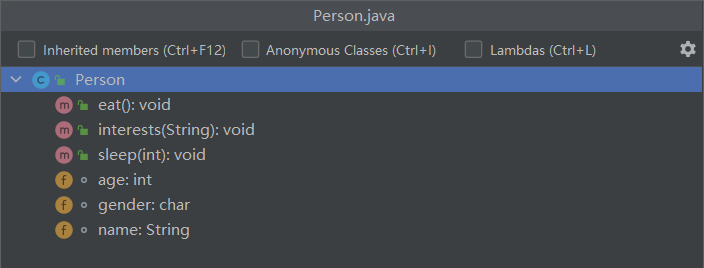 Person.java
Inherited members (Ctrl+F12) Anonymous Classes (Ctrl+I) Lambdas (Ctrl+L)
C Person
m eat(): void
m interests(String): void
m sleep(int): void
f age: int
f gender: char
f name: String